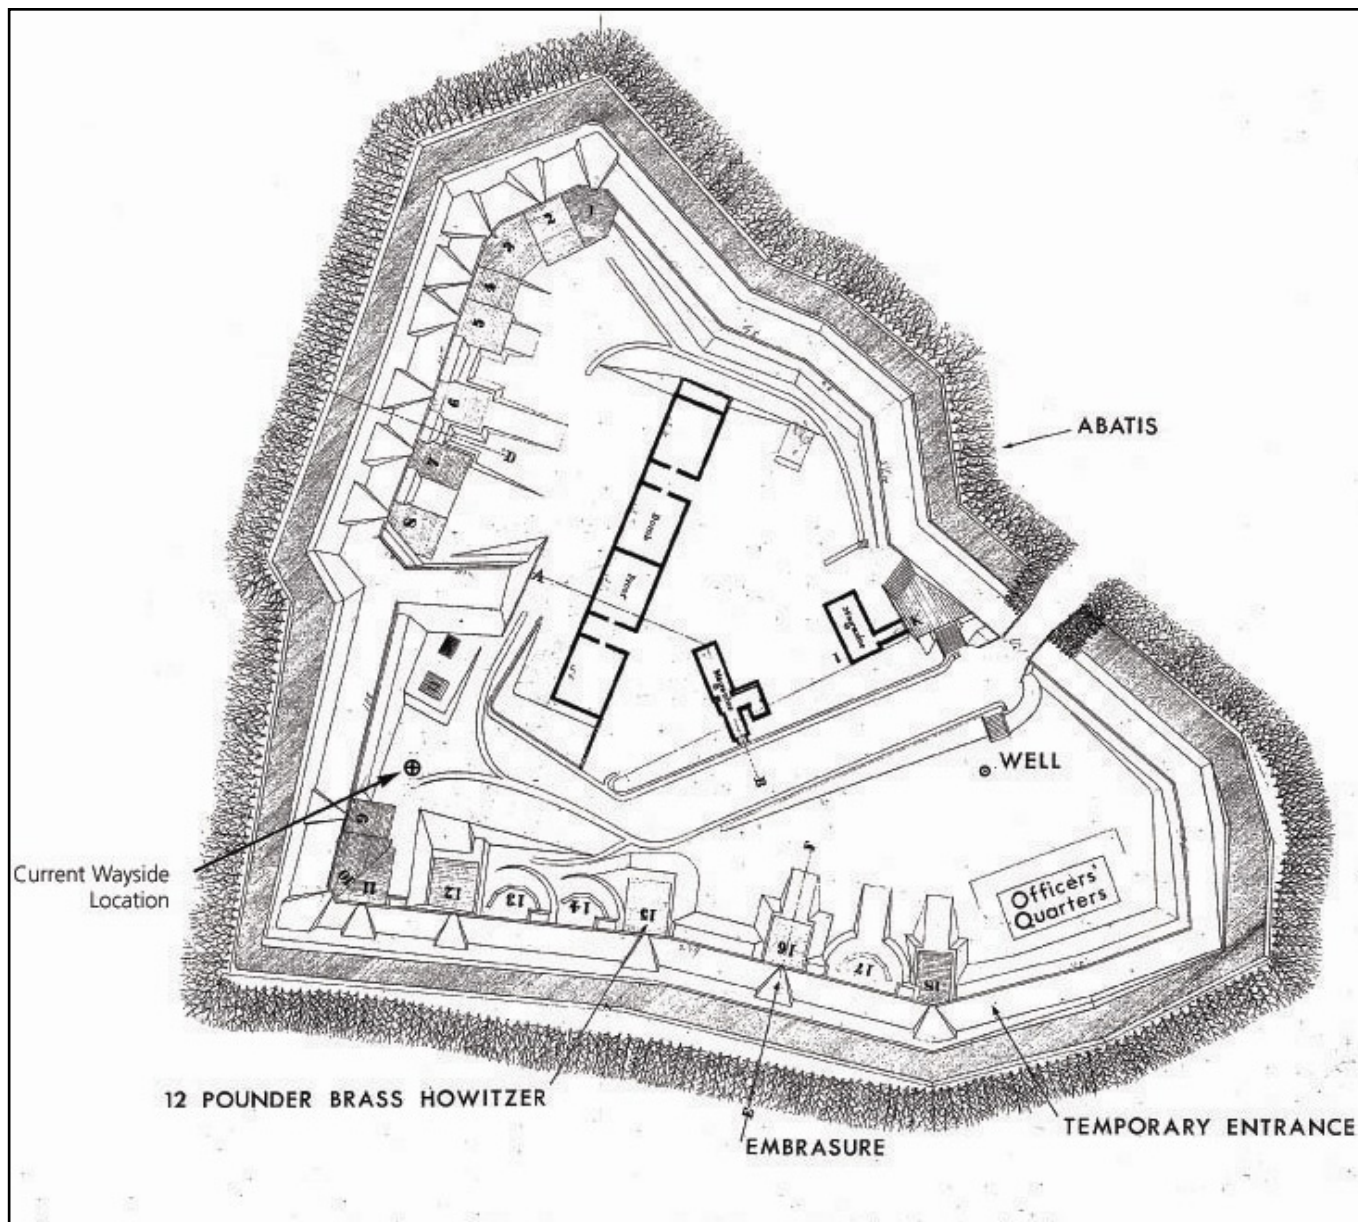 1
2
3
4
5
6
7
8
D
ABATIS
A
Bomb
Proof
Magazine
K
Magazine
B
WELL
Current Wayside
Location
9
10
11
12
13
14
15
16
17
18
Officers'
Quarters
12 POUNDER BRASS HOWITZER
EMBRASURE
TEMPORARY ENTRANCE